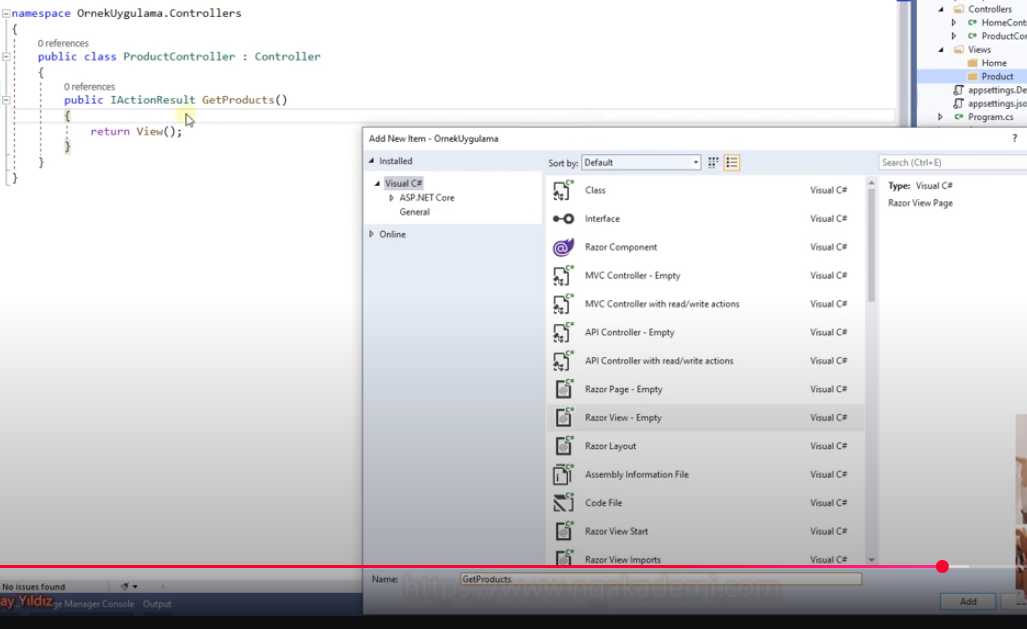 namespace OrnekUygulama.Controllers
{
0 references
public class ProductController : Controller
{
0 references
public IActionResult GetProducts()
{
return View();
}
}
}
Controllers
HomeCont
ProductCor
Views
Home
Product
appsettings.De
appsettings.jso
Program.cs
Add New Item - OrnekUygulama
?
Installed
Visual C#
ASP.NET Core
General
Online
Sort by: Default
Search (Ctrl+E)
Class Visual C#
Interface Visual C#
Razor Component Visual C#
MVC Controller - Empty Visual C#
MVC Controller with read/write actions Visual C#
API Controller - Empty Visual C#
API Controller with read/write actions Visual C#
Razor Page - Empty Visual C#
Razor View - Empty Visual C#
Razor Layout Visual C#
Assembly Information File Visual C#
Code File Visual C#
Razor View Start Visual C#
Razor View Imports Visual C#
Type: Visual C#
Razor View Page
Name: GetProducts
https://www.ngakademi.com
Add
No issues found
ay Yıldız
ge Manager Console Output